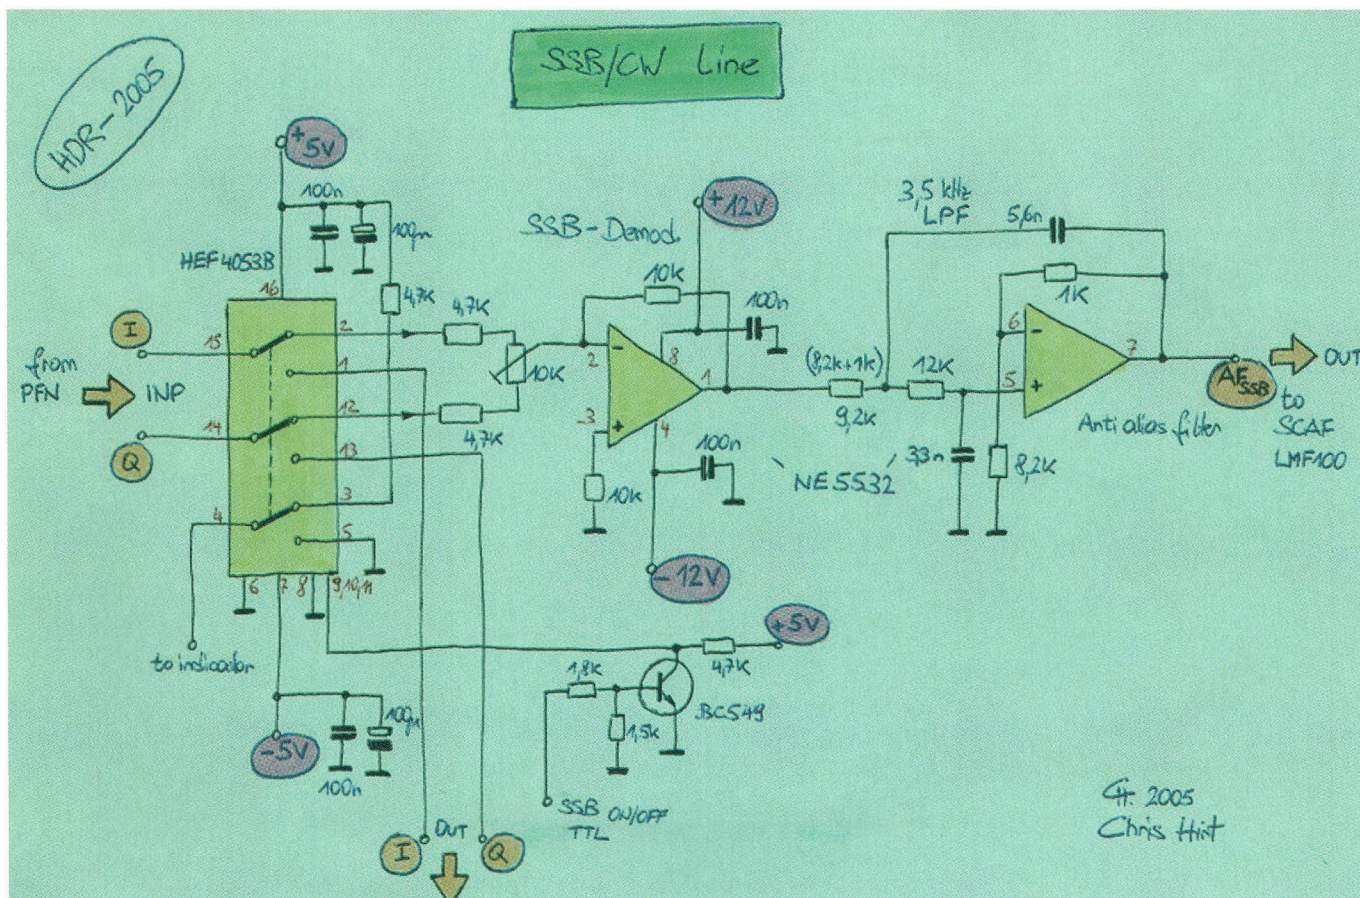 SSB/CW Line
HDR-2005
+5V
100n
100µ
HEF4053B
16
4,7K
I
15
from
PFN
INP
Q
14
2
1
12
13
3
4
5
6
7
8
9,10,11
to indicator
-5V
100n
100µ
4,7K
10K
4,7K
SSB-Demod.
+12V
10K
100n
2
8
1
3
4
10K
100n
-12V
3,5 kHz
LPF
5,6n
1K
6
7
5
(8,2k+1k)
9,2K
12K
NE5532
3,3n
8,2K
Anti alias filter
AF SSB
OUT
to
SCAF
LMF100
+5V
4,7K
BC549
1,8K
1,5K
SSB ON/OFF
TTL
OUT
I
Q
CH. 2005